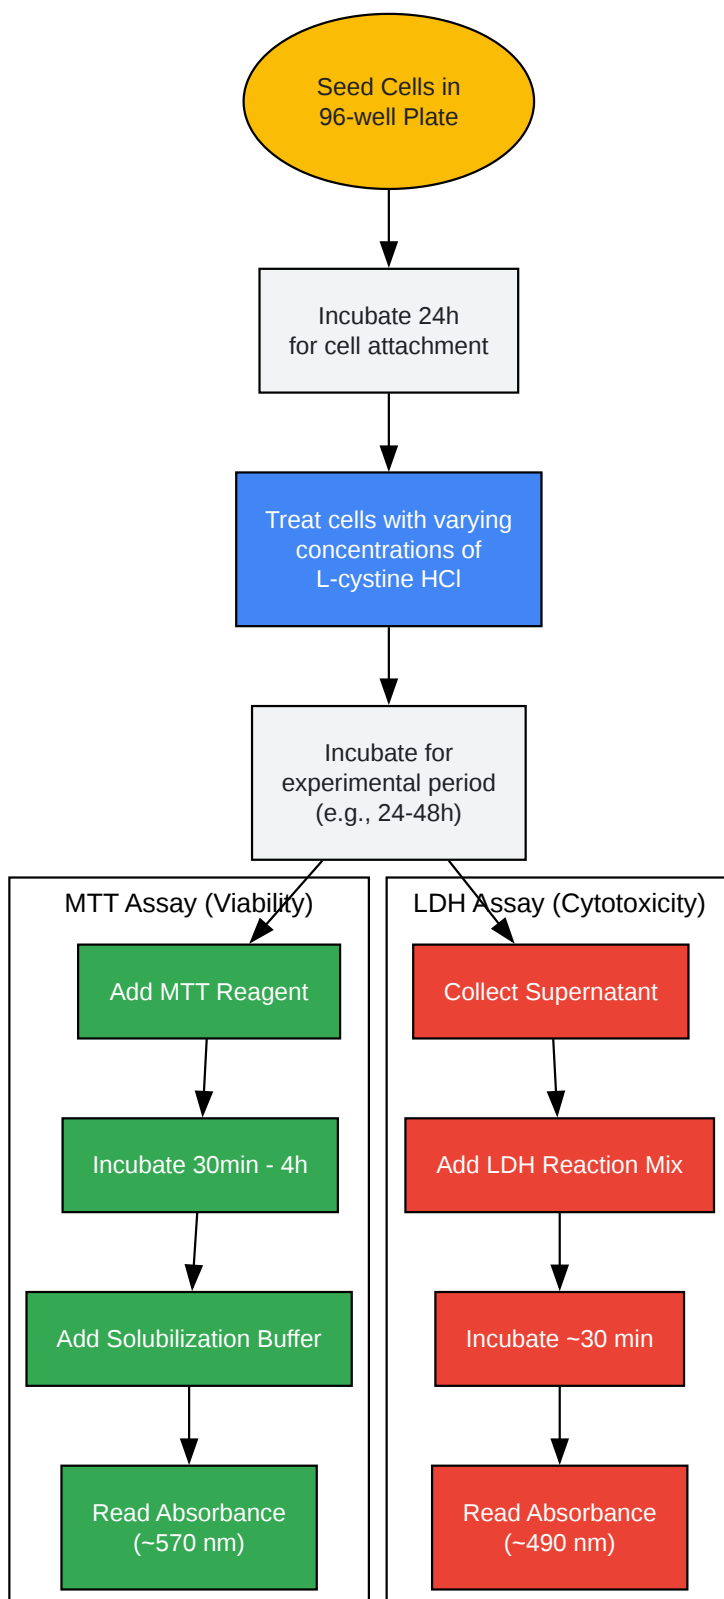 Seed Cells in
96-well Plate
Incubate 24h
for cell attachment
Treat cells with varying
concentrations of
L-cystine HCl
Incubate for
experimental period
(e.g., 24-48h)
MTT Assay (Viability)
Add MTT Reagent
Incubate 30min - 4h
Add Solubilization Buffer
Read Absorbance
(~570 nm)
LDH Assay (Cytotoxicity)
Collect Supernatant
Add LDH Reaction Mix
Incubate ~30 min
Read Absorbance
(~490 nm)